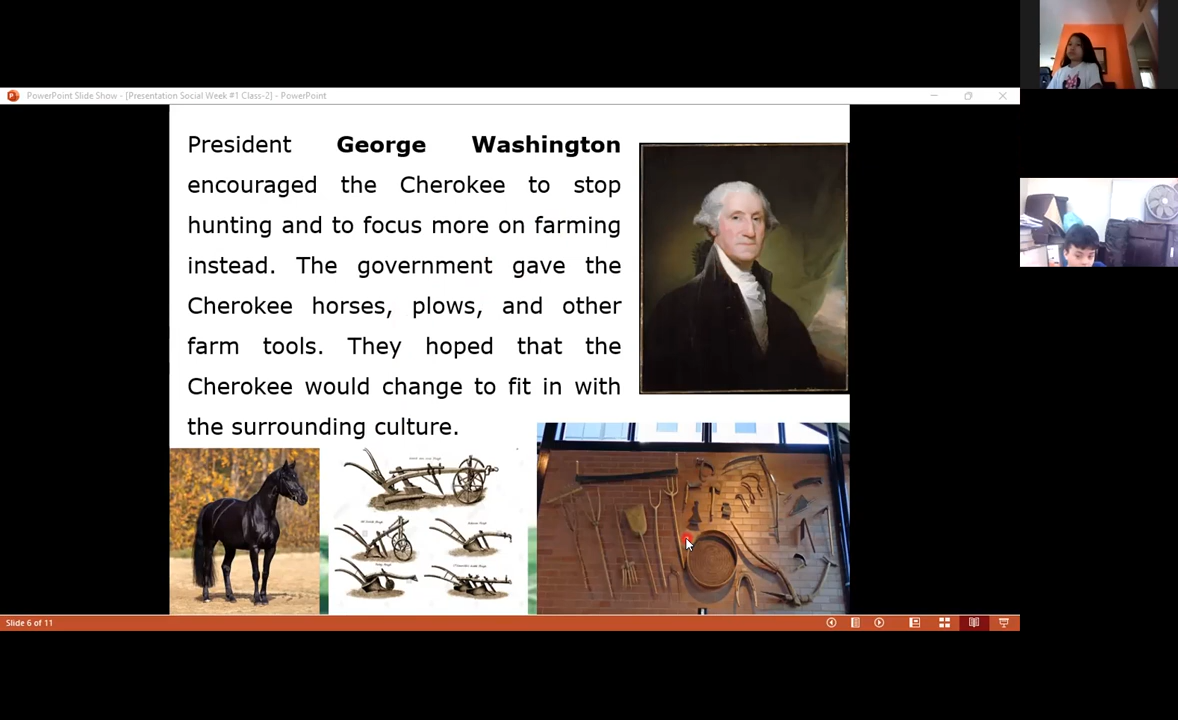 PowerPoint Slide Show - [Presentation Social Week #1 Class-2] - PowerPoint
President George Washington
encouraged the Cherokee to stop
hunting and to focus more on farming
instead. The government gave the
Cherokee horses, plows, and other
farm tools. They hoped that the
Cherokee would change to fit in with
the surrounding culture.
Slide 6 of 11